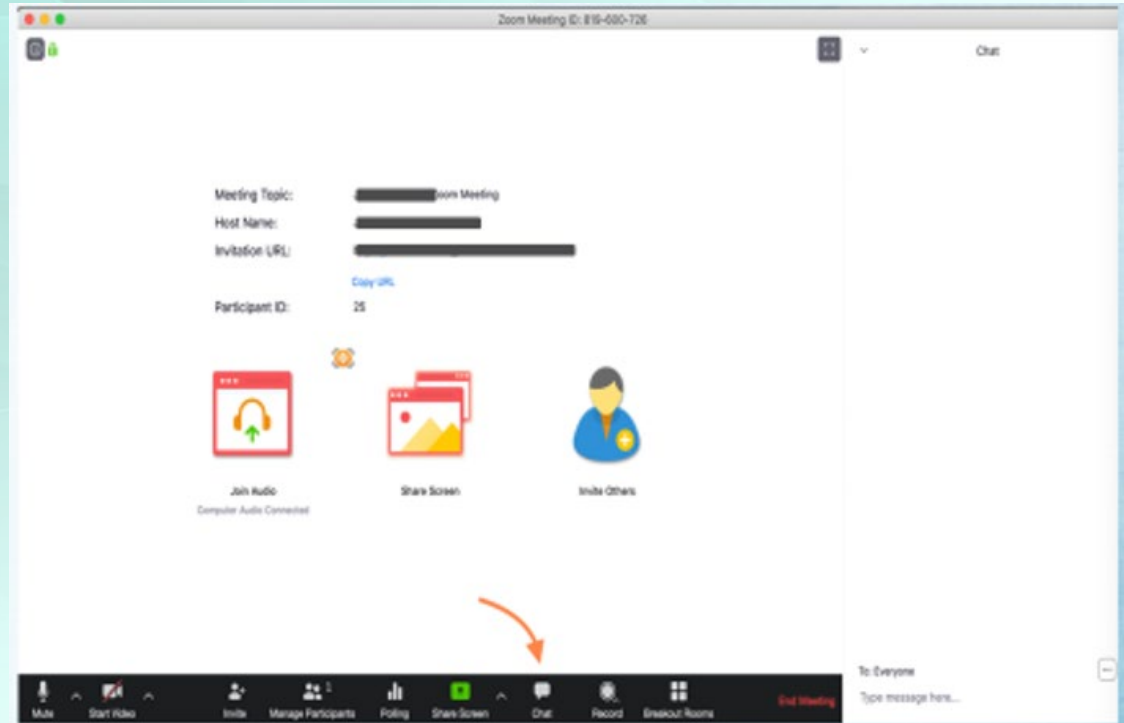 Zoom Meeting ID: 815-600-726
Chat
Meeting Topic: oom Meeting
Host Name:
Invitation URL:
Copy URL
Participant ID: 25
Join Audio
Share Screen
Invite Others
Computer Audio Connected
To: Everyone
Type message here...
Mute
Start Video
Invite
Manage Participants
1
Polling
Share Screen
Chat
Record
Breakout Rooms
End Meeting